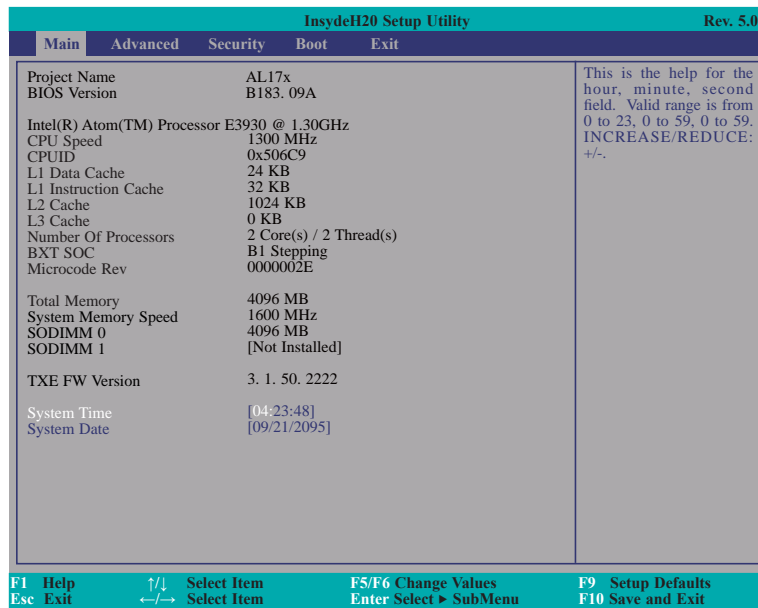 InsydeH20 Setup Utility Rev. 5.0
Main Advanced Security Boot Exit
Project Name AL17x
BIOS Version B183. 09A
Intel(R) Atom(TM) Processor E3930 @ 1.30GHz
CPU Speed 1300 MHz
CPUID 0x506C9
L1 Data Cache 24 KB
L1 Instruction Cache 32 KB
L2 Cache 1024 KB
L3 Cache 0 KB
Number Of Processors 2 Core(s) / 2 Thread(s)
BXT SOC B1 Stepping
Microcode Rev 0000002E
Total Memory 4096 MB
System Memory Speed 1600 MHz
SODIMM 0 4096 MB
SODIMM 1 [Not Installed]
TXE FW Version 3. 1. 50. 2222
System Time [04:23:48]
System Date [09/21/2095]
This is the help for the
hour, minute, second
field. Valid range is from
0 to 23, 0 to 59, 0 to 59.
INCREASE/REDUCE:
+/-.
F1 Help ↑/↓ Select Item F5/F6 Change Values F9 Setup Defaults
Esc Exit ←/→ Select Item Enter Select ► SubMenu F10 Save and Exit